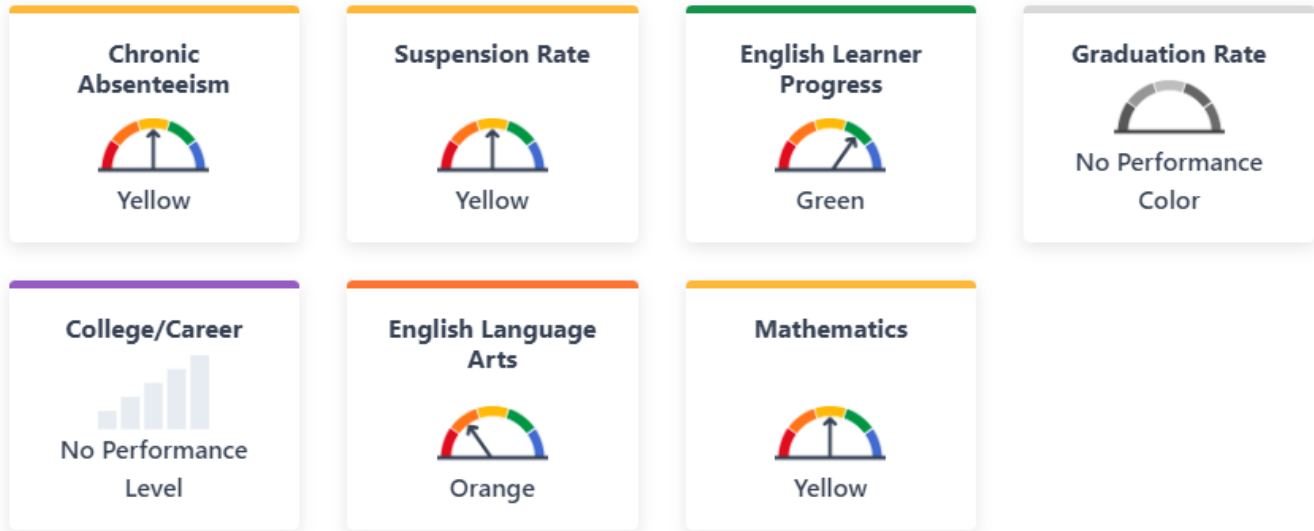 Chronic
Absenteeism
Yellow
Suspension Rate
Yellow
English Learner
Progress
Green
Graduation Rate
No Performance
Color
College/Career
No Performance
Level
English Language
Arts
Orange
Mathematics
Yellow